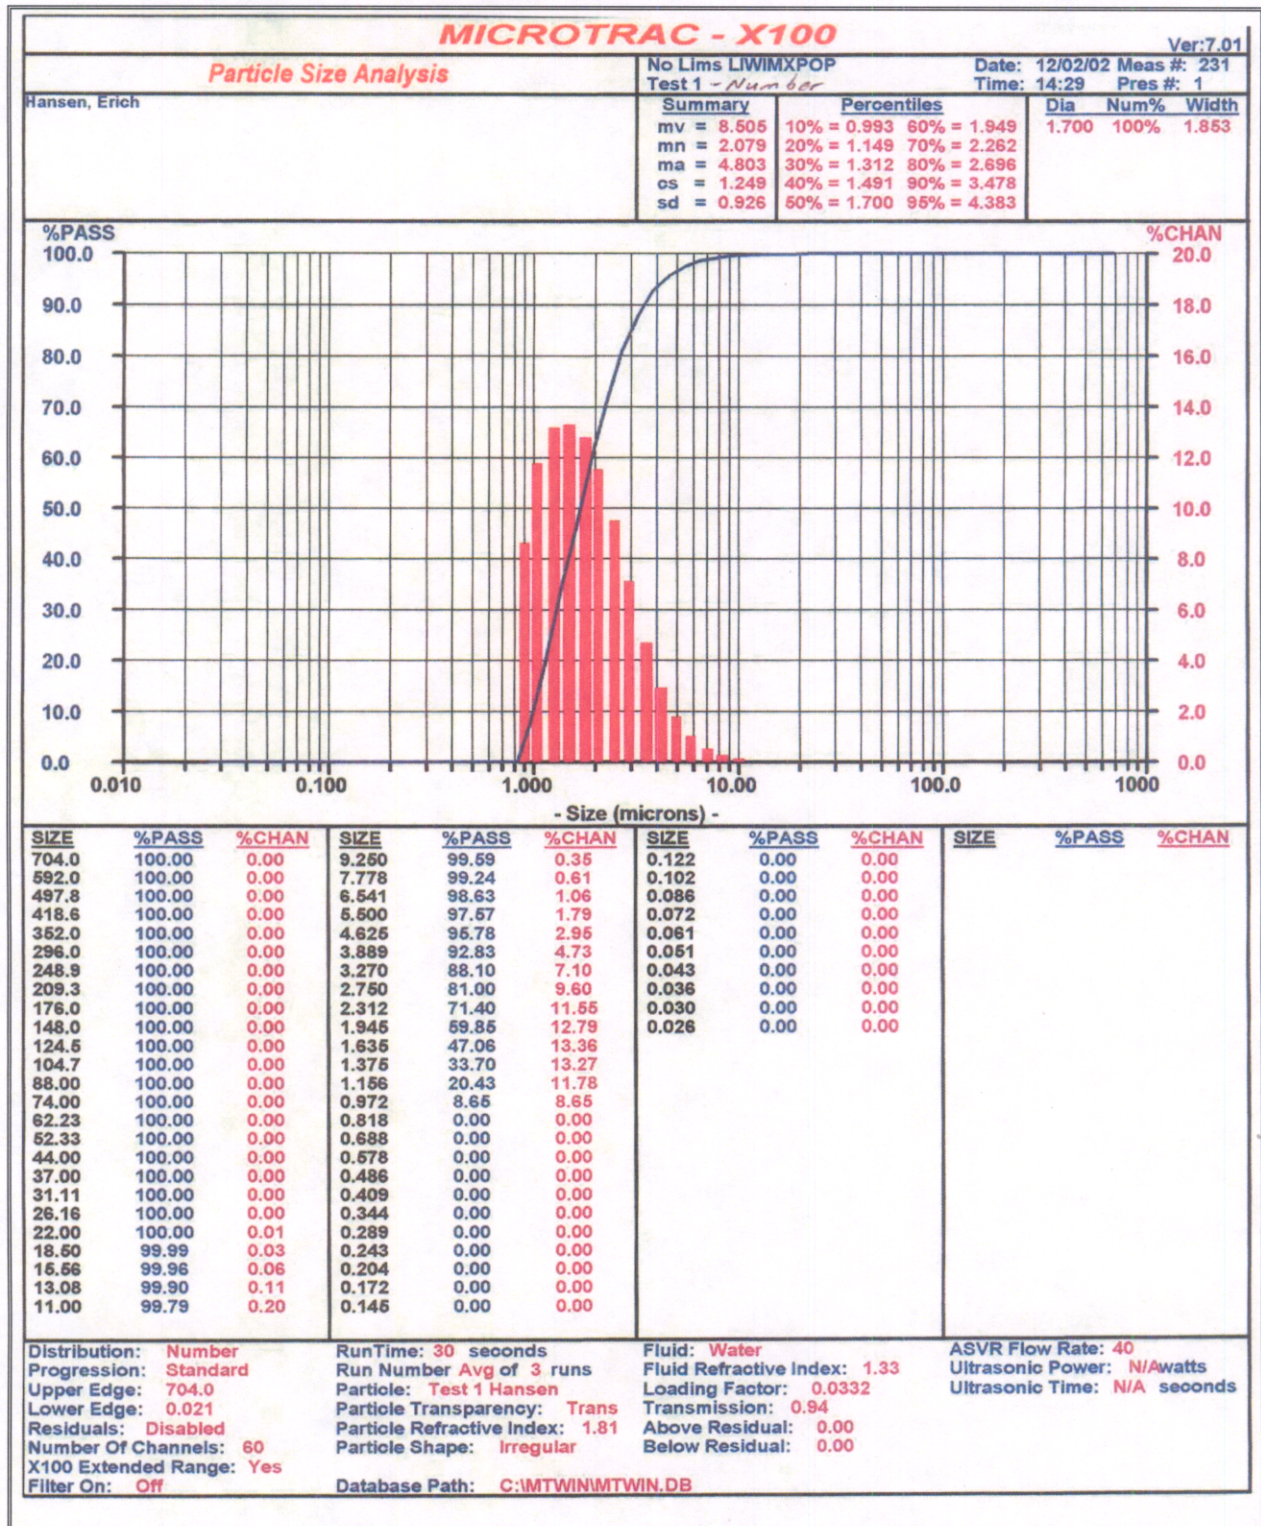 MICROTRAC - X100
Ver:7.01
Particle Size Analysis
No Lims LIWIMXPOP Date: 12/02/02 Meas #: 231
Test 1 - Number Time: 14:29 Pres #: 1
Hansen, Erich
Summary Percentiles Dia Num% Width
mv = 8.505 10% = 0.993 60% = 1.949 1.700 100% 1.853
mn = 2.079 20% = 1.149 70% = 2.262
ma = 4.803 30% = 1.312 80% = 2.696
cs = 1.249 40% = 1.491 90% = 3.478
sd = 0.926 50% = 1.700 95% = 4.383
%PASS %CHAN
100.0 20.0
90.0 18.0
80.0 16.0
70.0 14.0
60.0 12.0
50.0 10.0
40.0 8.0
30.0 6.0
20.0 4.0
10.0 2.0
0.0 0.0
0.010 0.100 1.000 10.00 100.0 1000
- Size (microns) -
SIZE %PASS %CHAN SIZE %PASS %CHAN SIZE %PASS %CHAN SIZE %PASS %CHAN
704.0 100.00 0.00 9.250 99.59 0.35 0.122 0.00 0.00
592.0 100.00 0.00 7.778 99.24 0.61 0.102 0.00 0.00
497.8 100.00 0.00 6.541 98.63 1.06 0.086 0.00 0.00
418.6 100.00 0.00 5.500 97.57 1.79 0.072 0.00 0.00
352.0 100.00 0.00 4.625 95.78 2.95 0.061 0.00 0.00
296.0 100.00 0.00 3.889 92.83 4.73 0.051 0.00 0.00
248.9 100.00 0.00 3.270 88.10 7.10 0.043 0.00 0.00
209.3 100.00 0.00 2.750 81.00 9.60 0.036 0.00 0.00
176.0 100.00 0.00 2.312 71.40 11.55 0.030 0.00 0.00
148.0 100.00 0.00 1.945 59.85 12.79 0.026 0.00 0.00
124.5 100.00 0.00 1.635 47.06 13.36
104.7 100.00 0.00 1.375 33.70 13.27
88.00 100.00 0.00 1.156 20.43 11.78
74.00 100.00 0.00 0.972 8.65 8.65
62.23 100.00 0.00 0.818 0.00 0.00
52.33 100.00 0.00 0.688 0.00 0.00
44.00 100.00 0.00 0.578 0.00 0.00
37.00 100.00 0.00 0.486 0.00 0.00
31.11 100.00 0.00 0.409 0.00 0.00
26.16 100.00 0.00 0.344 0.00 0.00
22.00 100.00 0.01 0.289 0.00 0.00
18.50 99.99 0.03 0.243 0.00 0.00
15.56 99.96 0.06 0.204 0.00 0.00
13.08 99.90 0.11 0.172 0.00 0.00
11.00 99.79 0.20 0.145 0.00 0.00
Distribution: Number RunTime: 30 seconds Fluid: Water ASVR Flow Rate: 40
Progression: Standard Run Number Avg of 3 runs Fluid Refractive Index: 1.33 Ultrasonic Power: N/Awatts
Upper Edge: 704.0 Particle: Test 1 Hansen Loading Factor: 0.0332 Ultrasonic Time: N/A seconds
Lower Edge: 0.021 Particle Transparency: Trans Transmission: 0.94
Residuals: Disabled Particle Refractive Index: 1.81 Above Residual: 0.00
Number Of Channels: 60 Particle Shape: Irregular Below Residual: 0.00
X100 Extended Range: Yes
Filter On: Off Database Path: C:\MTWIN\MTWIN.DB